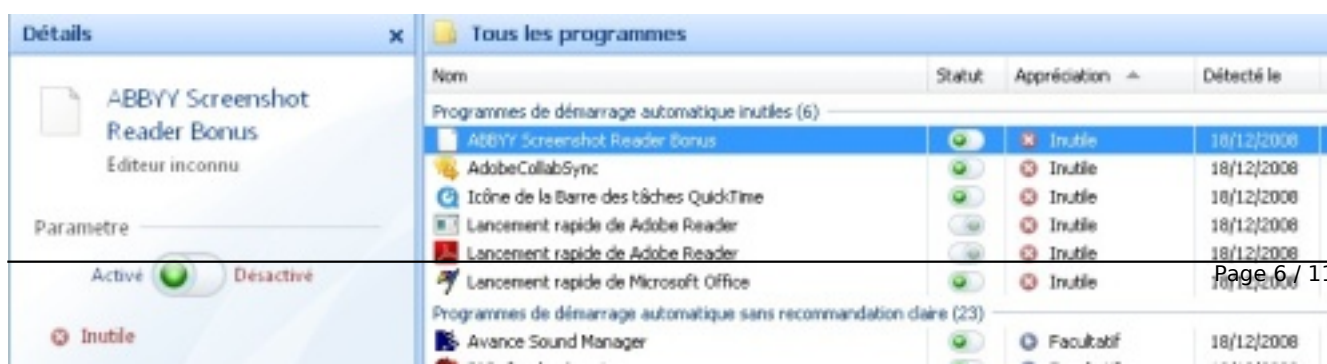 Détails
Tous les programmes
Nom Statut Appréciation Détecté le
ABBYY Screenshot
Reader Bonus
Editeur inconnu
Parametre
Activé Désactivé
Inutile
Programmes de démarrage automatique inutiles (6)
ABBYY Screenshot Reader Bonus Inutile 18/12/2008
AdobeCollabSync Inutile 18/12/2008
Icône de la Barre des tâches QuickTime Inutile 18/12/2008
Lancement rapide de Adobe Reader Inutile 18/12/2008
Lancement rapide de Adobe Reader Inutile 18/12/2008
Lancement rapide de Microsoft Office Inutile 18/12/2008
Page 6 / 11
Programmes de démarrage automatique sans recommandation claire (23)
Avance Sound Manager Facultatif 18/12/2008